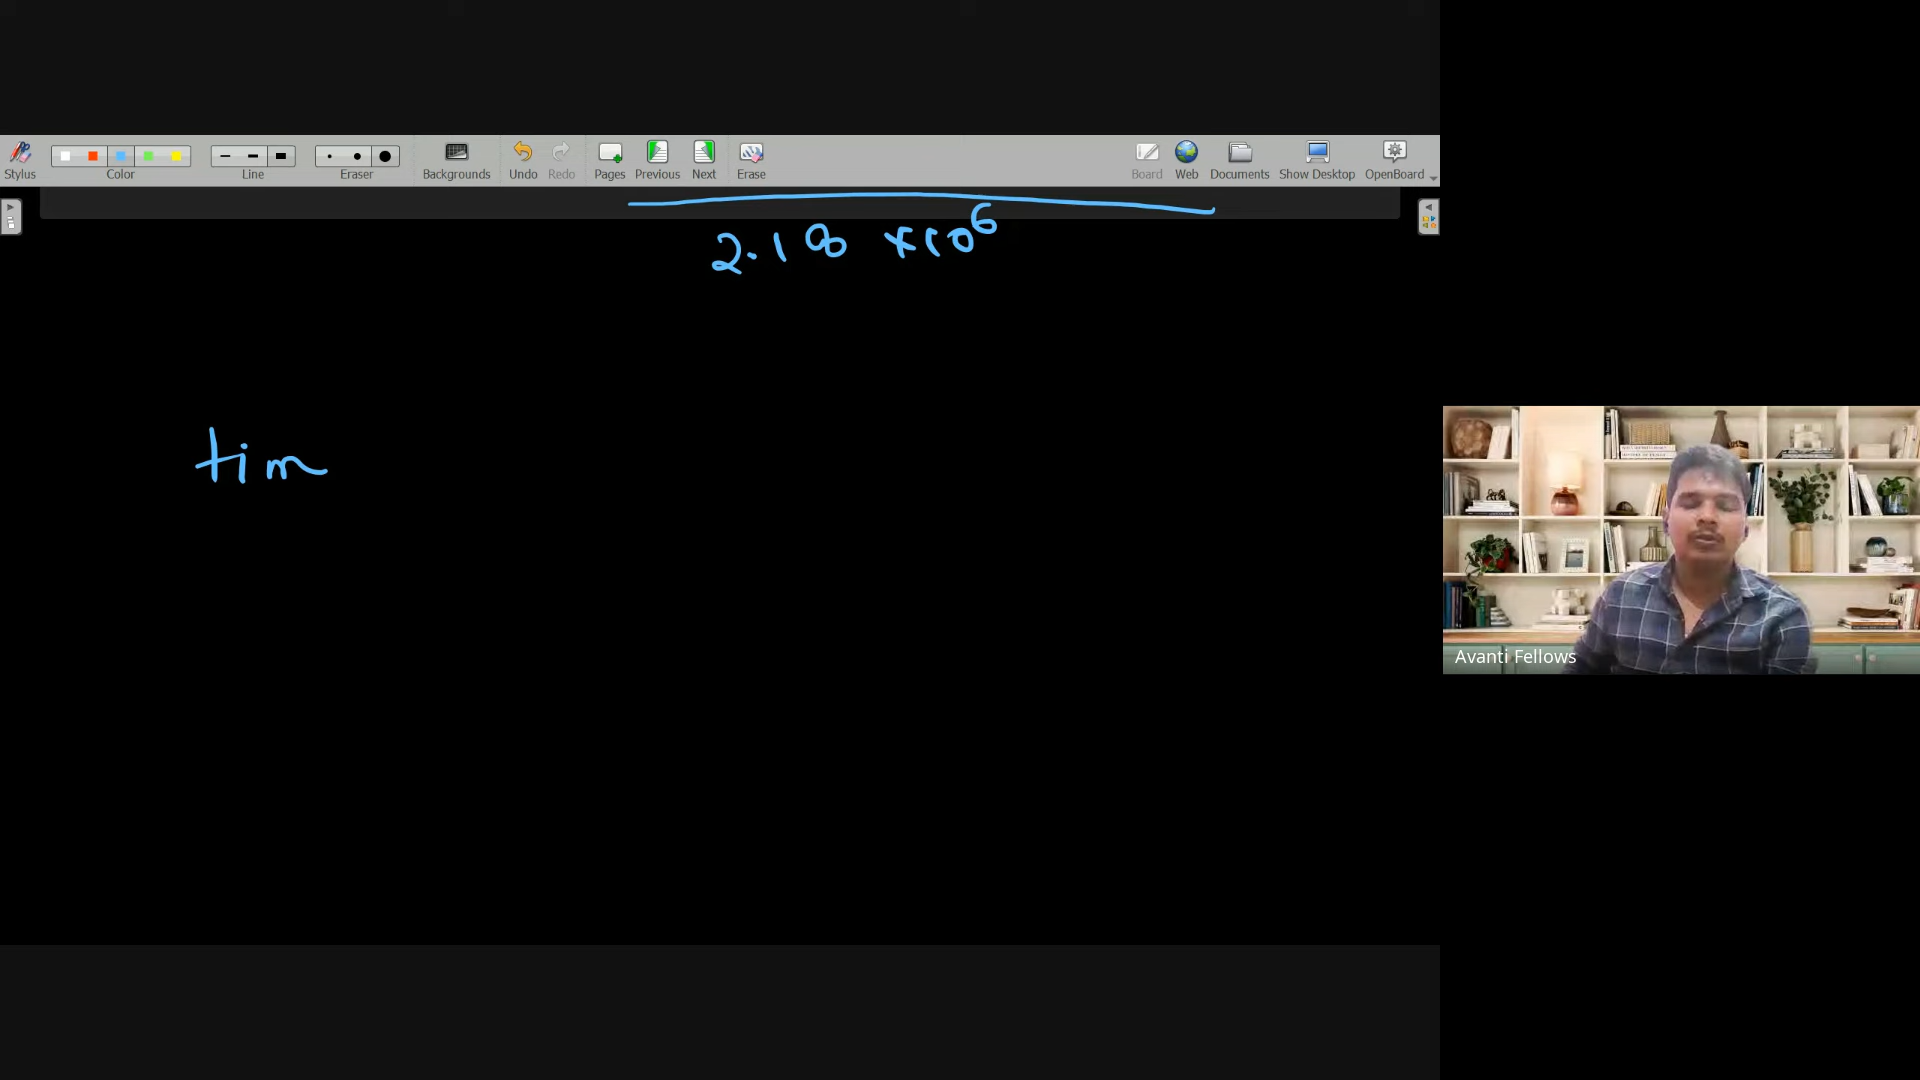 Stylus Color Line Eraser Backgrounds Undo Redo Pages Previous Next Erase Board Web Documents Show Desktop OpenBoard
2.18 *10⁶
tim
Avanti Fellows